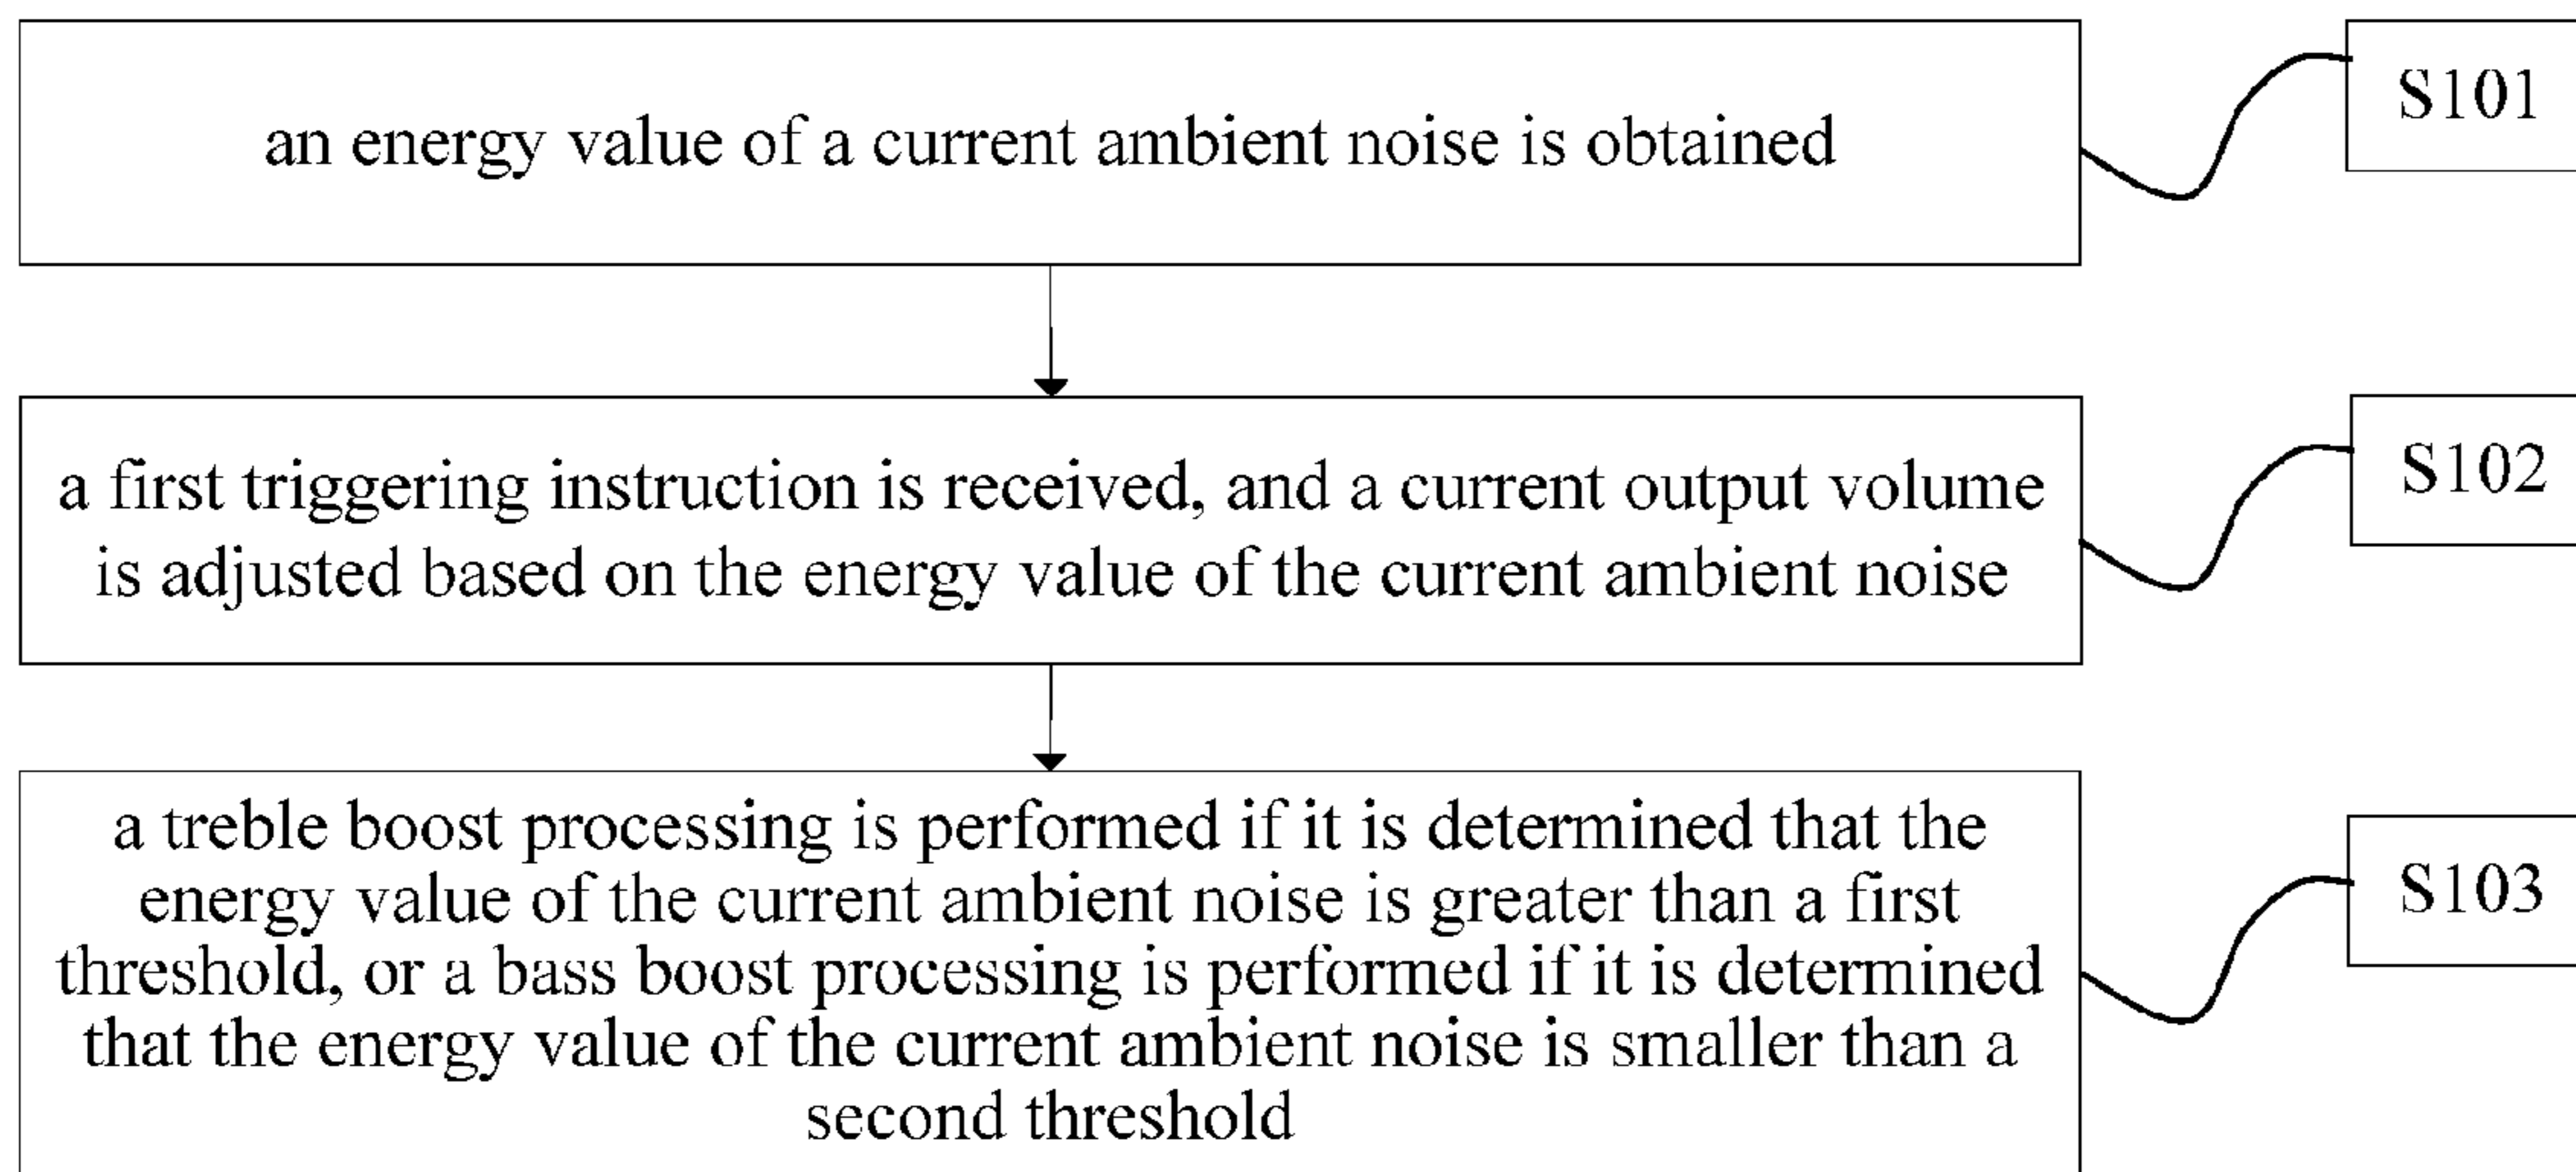 an energy value of a current ambient noise is obtained
S101
a first triggering instruction is received, and a current output volume
is adjusted based on the energy value of the current ambient noise
S102
a treble boost processing is performed if it is determined that the
energy value of the current ambient noise is greater than a first
threshold, or a bass boost processing is performed if it is determined
that the energy value of the current ambient noise is smaller than a
second threshold
S103